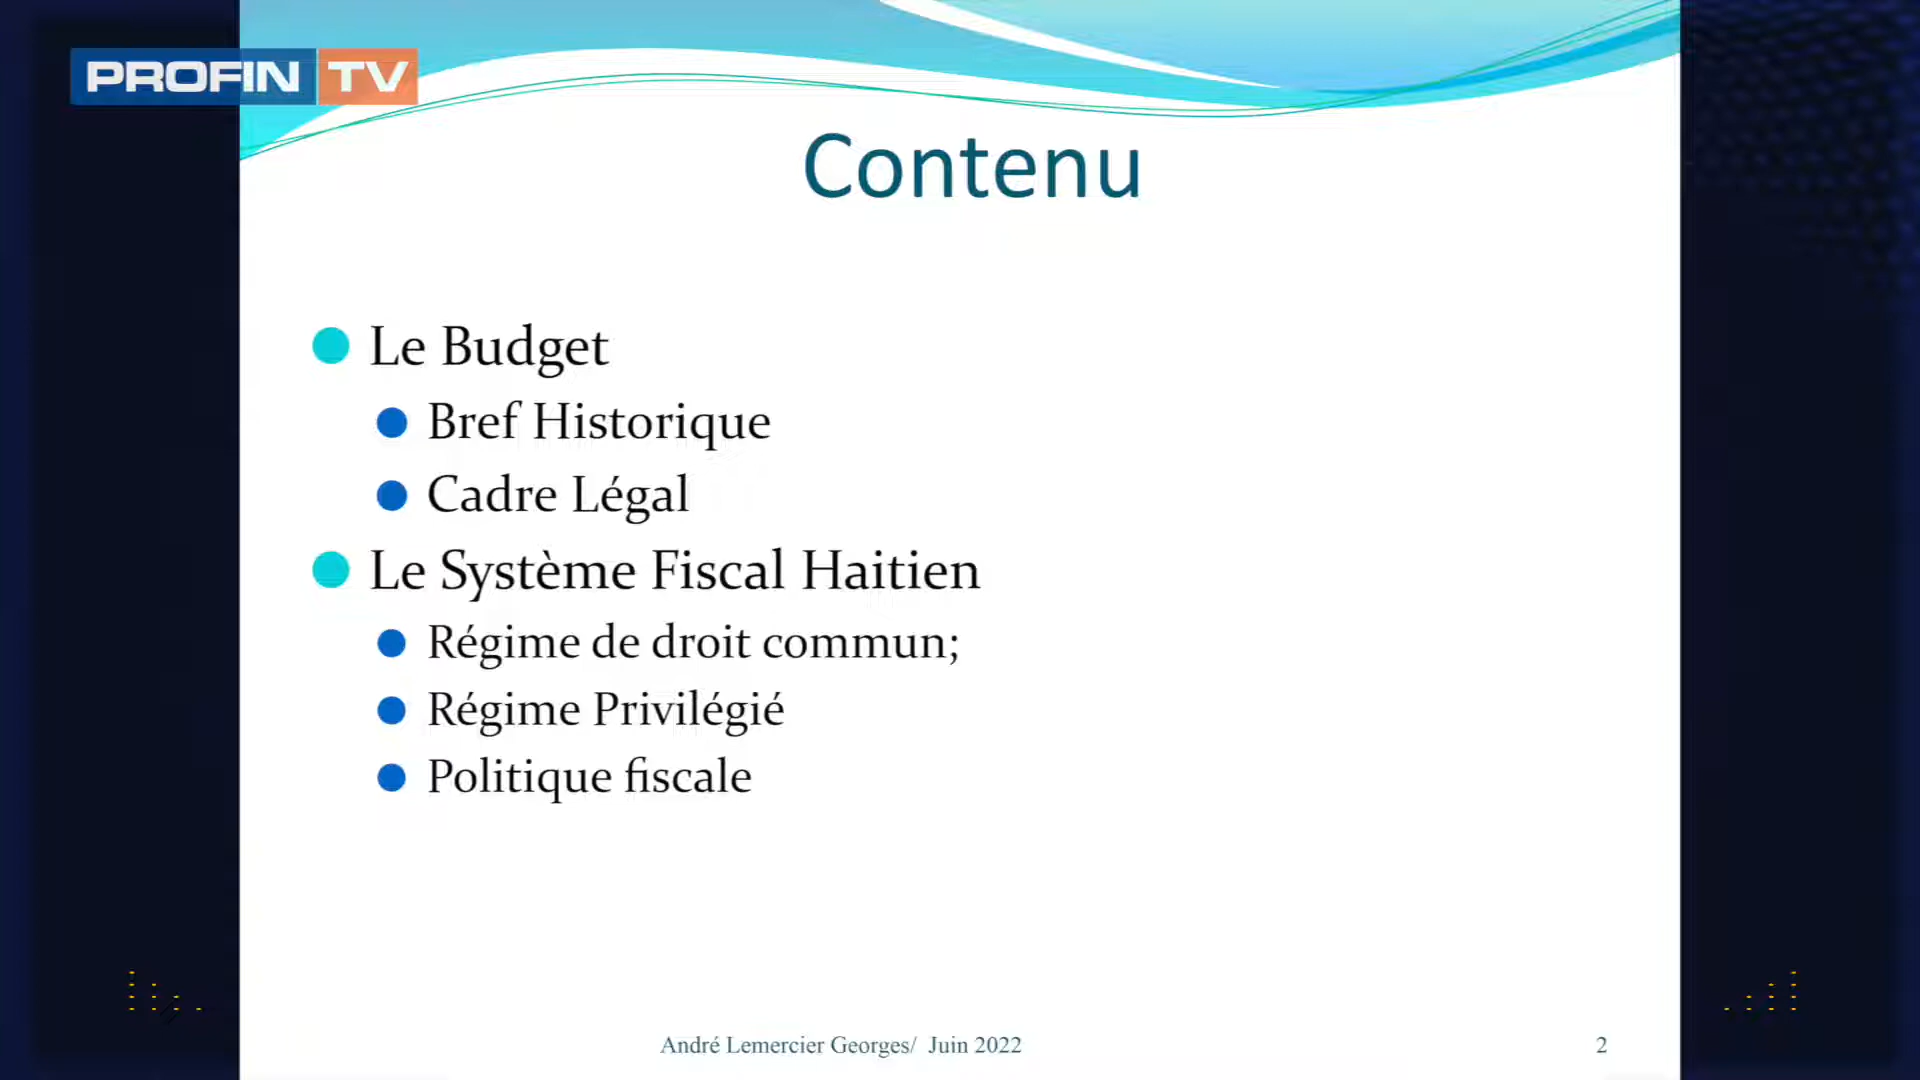 PROFIN TV
Contenu
Le Budget
Bref Historique
Cadre Légal
Le Système Fiscal Haitien
Régime de droit commun;
Régime Privilégié
Politique fiscale
André Lemercier Georges/ Juin 2022
2